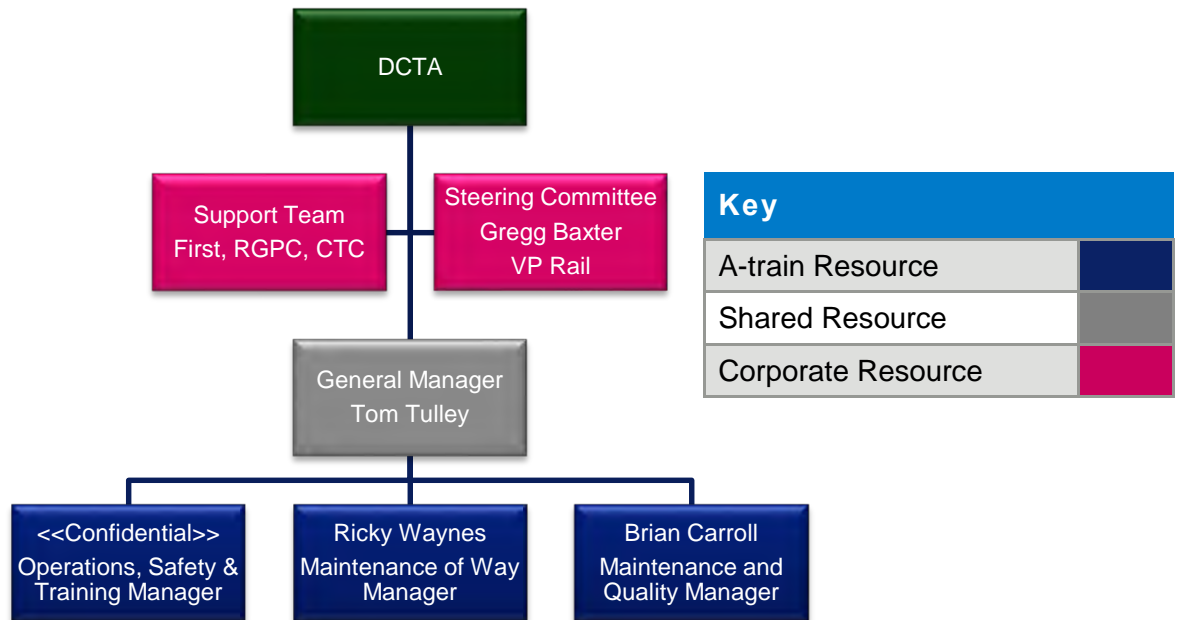 DCTA
Support Team
First, RGPC, CTC
Steering Committee
Gregg Baxter
VP Rail
Key
A-train Resource
Shared Resource
Corporate Resource
General Manager
Tom Tulley
<<Confidential>>
Operations, Safety &
Training Manager
Ricky Waynes
Maintenance of Way
Manager
Brian Carroll
Maintenance and
Quality Manager